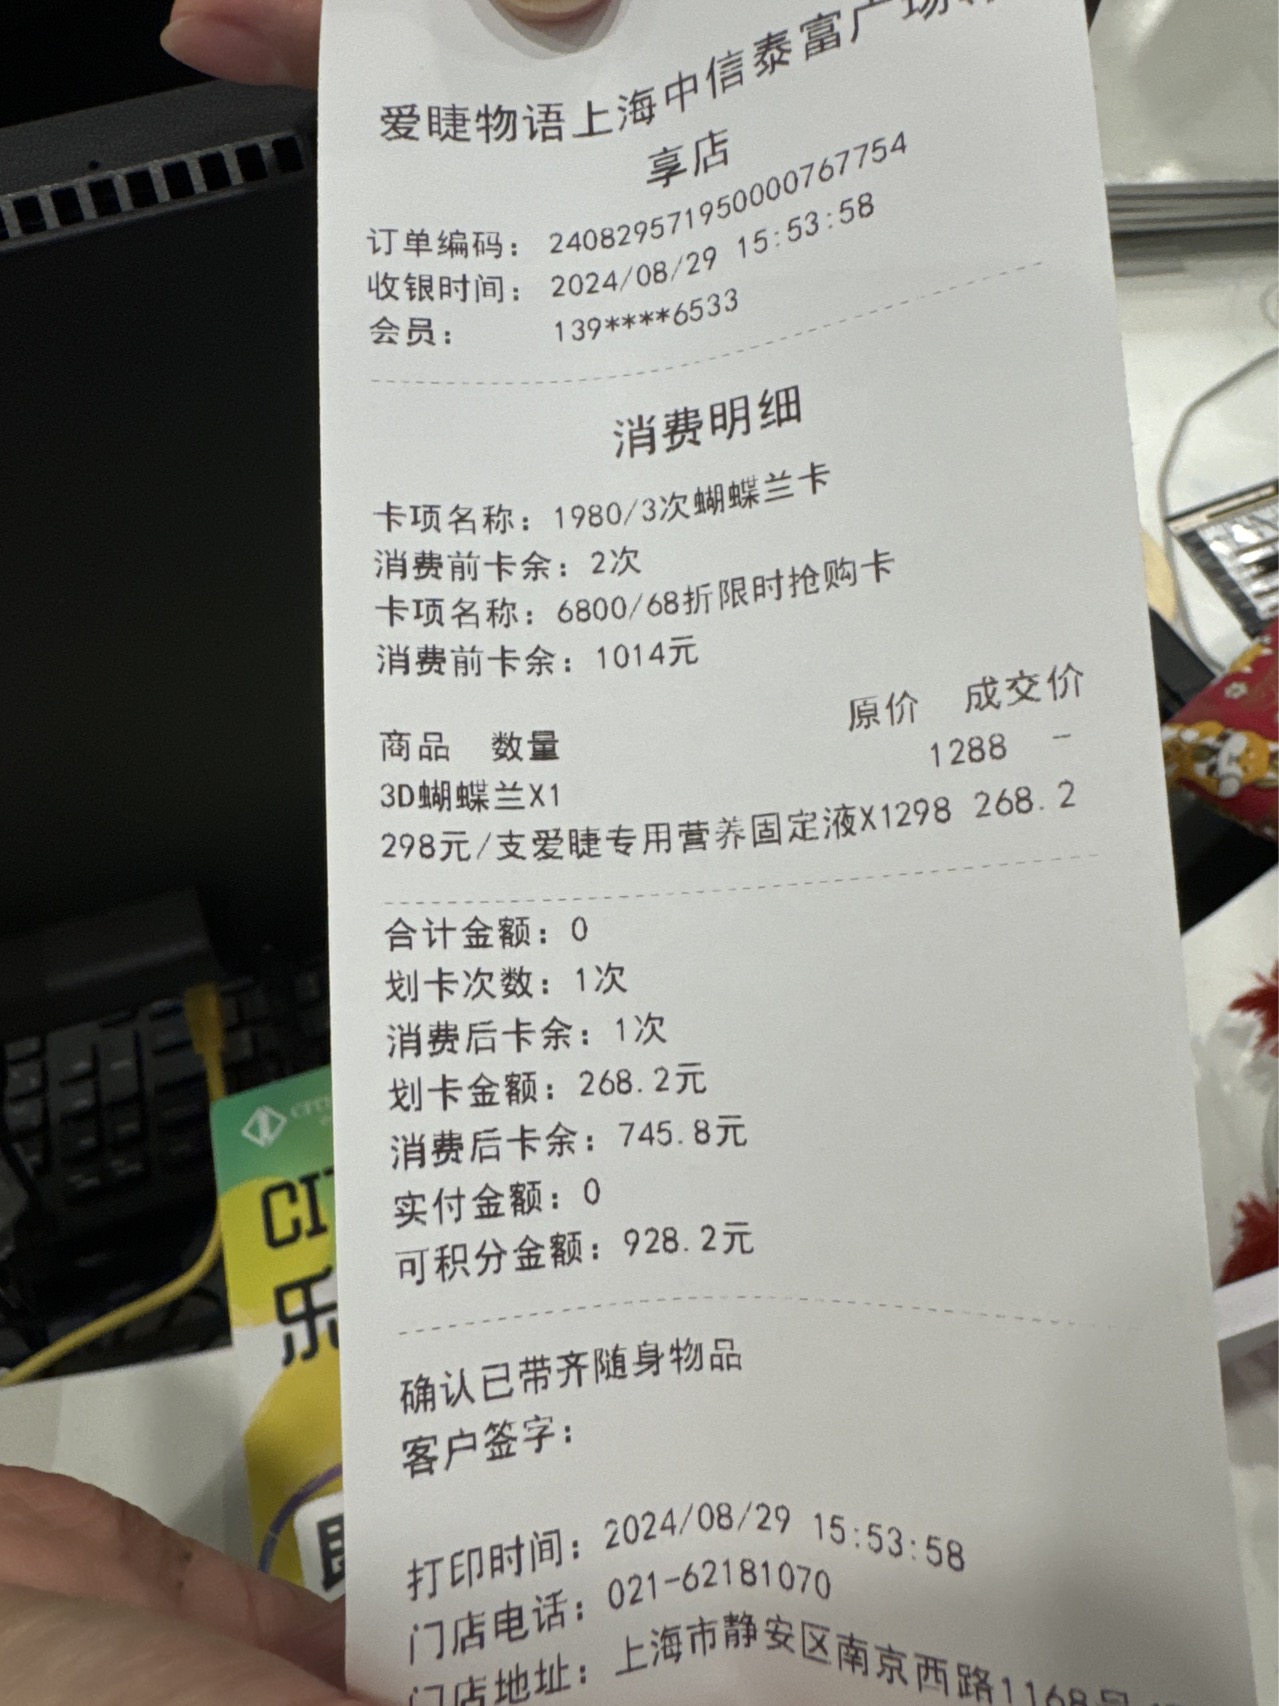 爱睫物语上海中信泰富广场
享店
订单编码： 2408295719500007 67754
收银时间： 2024/08/29 15:53:58
会员： 139****6533
消费明细
卡项名称：1980/3次蝴蝶兰卡
消费前卡余：2次
卡项名称：6800/68折限时抢购卡
消费前卡余：1014元
商品 数量 原价 成交价
3D蝴蝶兰X1 1288 -
298元/支爱睫专用营养固定液X1298 268.2
合计金额：0
划卡次数：1次
消费后卡余：1次
划卡金额：268.2元
消费后卡余：745.8元
实付金额：0
可积分金额：928.2元
确认已带齐随身物品
客户签字：
打印时间：2024/08/29 15:53:58
门店电话：021-62181070
门店地址：上海市静安区南京西路1168号
CI
乐